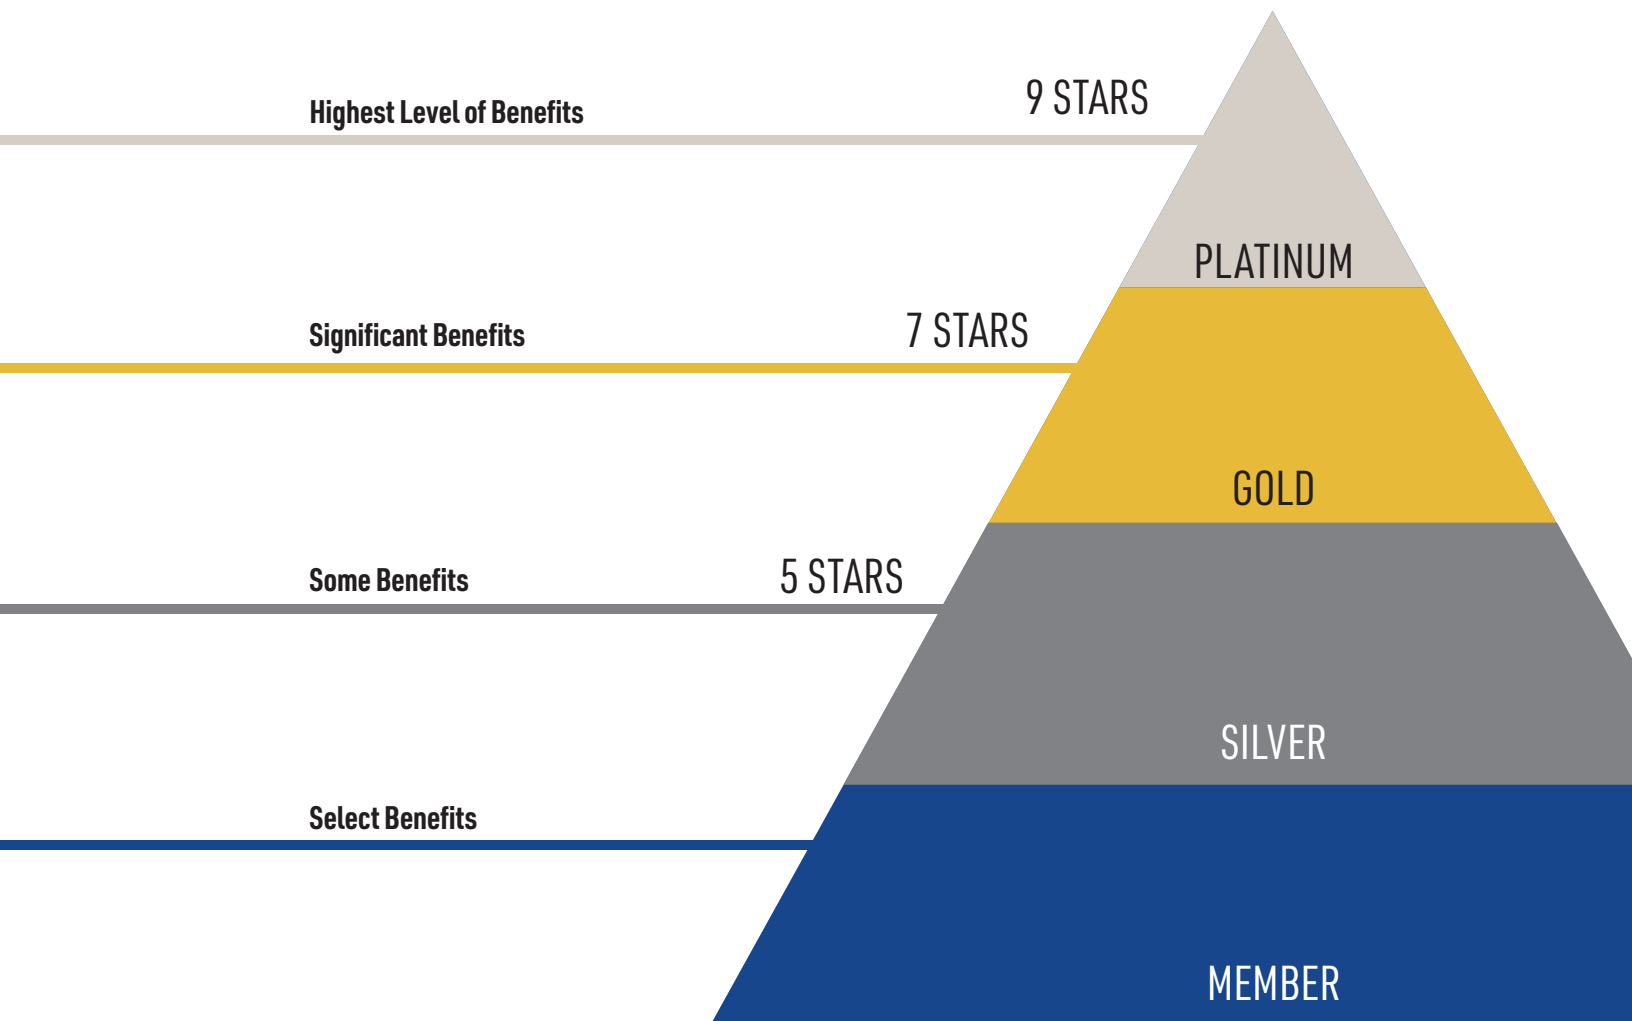 Highest Level of Benefits
9 STARS
PLATINUM
Significant Benefits
7 STARS
GOLD
Some Benefits
5 STARS
SILVER
Select Benefits
MEMBER